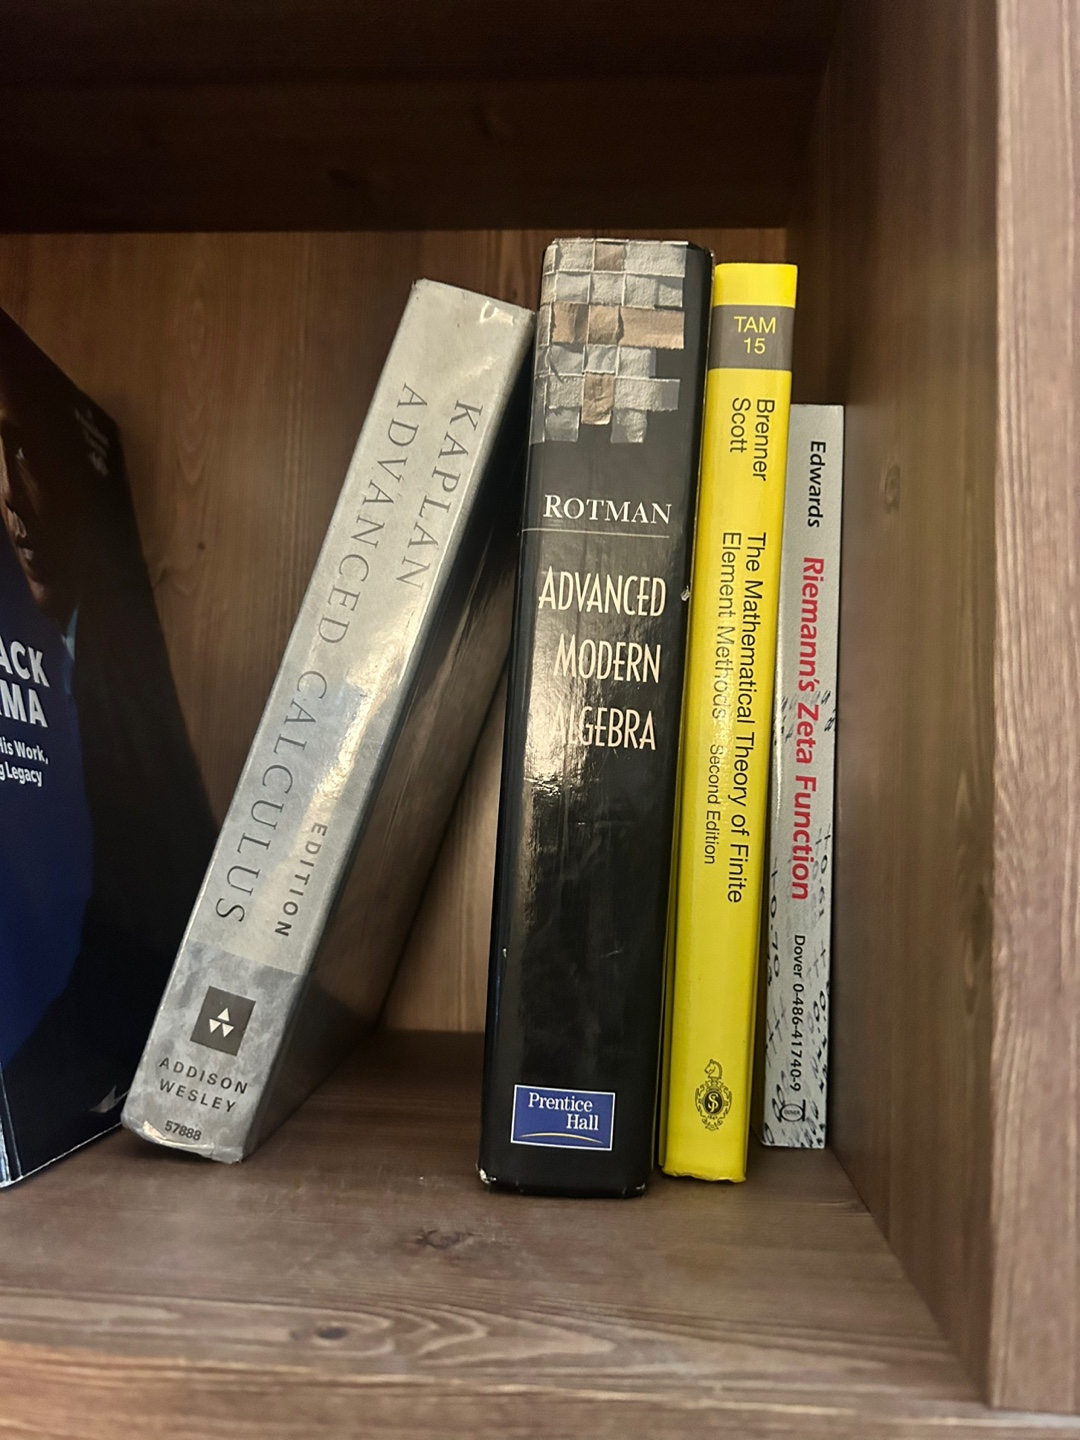 ACK
MA
His Work,
g Legacy
KAPLAN
ADVANCED CALCULUS
EDITION
ADDISON
WESLEY
57888
ROTMAN
ADVANCED
MODERN
ALGEBRA
Prentice
Hall
TAM
15
Brenner
Scott
The Mathematical Theory of Finite
Element Methods Second Edition
Edwards
Riemann's Zeta Function
Dover 0-486-41740-9